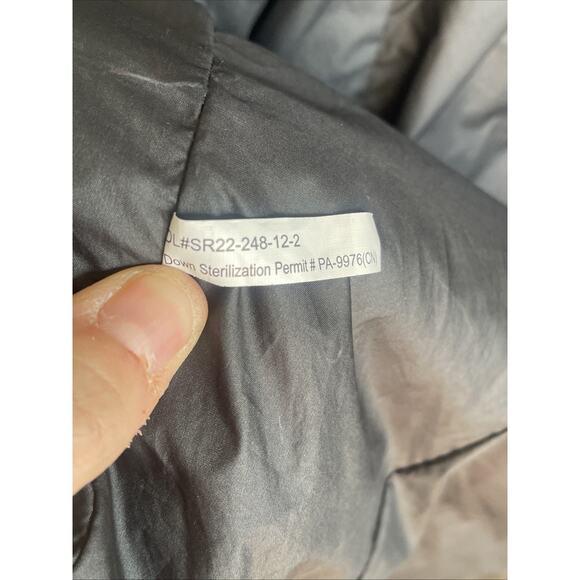 DL#SR22-248-12-2
Down Sterilization Permit # PA-9976(CN)